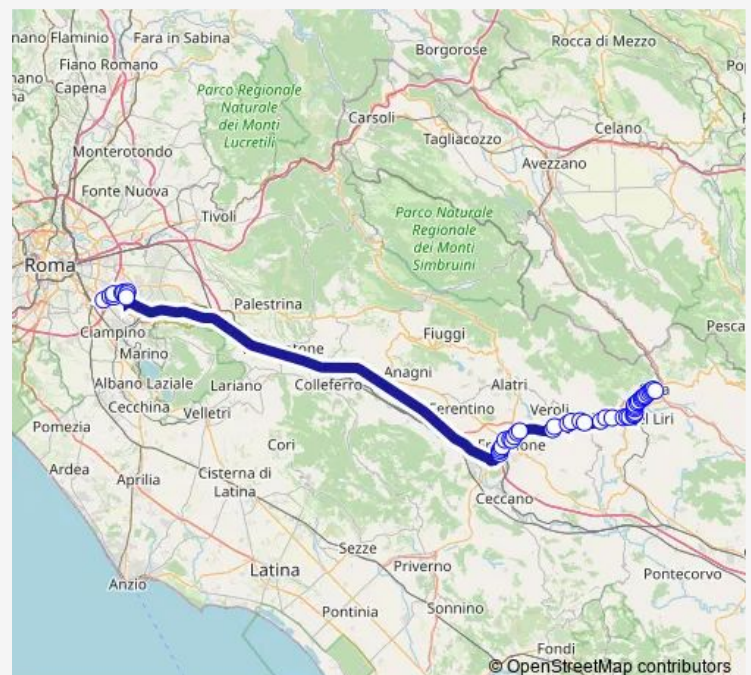 nano Flaminio
Fara in Sabina
Fiano Romano
Capena
Borgorose
Rocca di Mezzo
Parco Regionale
Naturale
dei Monti
Lucretili
Carsoli
Celano
Tagliacozzo
Monterotondo
Avezzano
Fonte Nuova
Tivoli
Parco Naturale
Regionale
dei Monti
Simbruini
Roma
Palestrina
Ciampino
Marino
Fiuggi
Pesca
Anagni
Albano Laziale
Lariano
Colleferro
Alatri
Cecchina
Velletri
Ferentino
Veroli
el Liri
Pomezia
Cori
Ardea
Aprilia
Cisterna di
Latina
Ceccano
Sezze
Priverno
Anzio
Latina
Pontecorvo
Pontinia
Sonnino
Fondi
© OpenStreetMap contributors